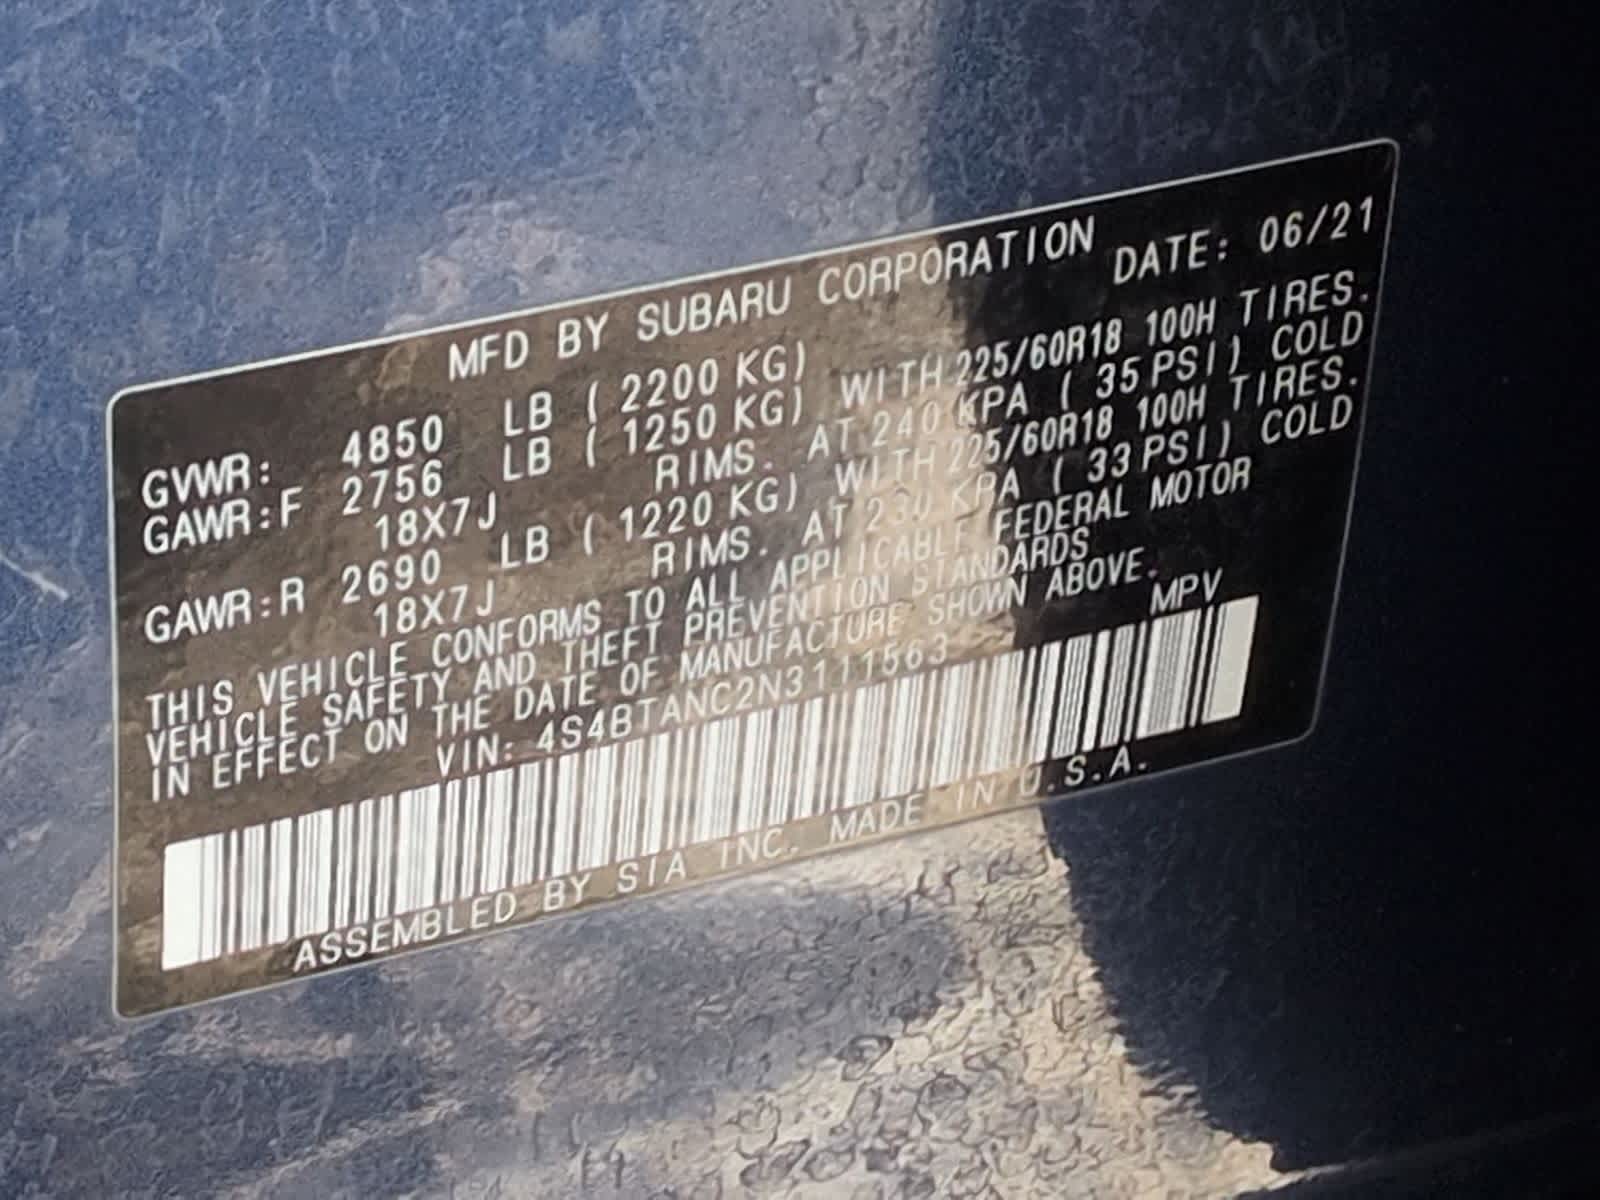 MFD BY SUBARU CORPORATION
DATE: 06/21
GVWR: 4850 LB ( 2200 KG)
GAWR:F 2756 LB ( 1250 KG) WITH 225/60R18 100H TIRES.
18X7J RIMS. AT 240 KPA ( 35 PSI) COLD
GAWR:R 2690 LB ( 1220 KG) WITH 225/60R18 100H TIRES.
18X7J RIMS. AT 230 KPA ( 33 PSI) COLD
THIS VEHICLE CONFORMS TO ALL APPLICABLE FEDERAL MOTOR
VEHICLE SAFETY AND THEFT PREVENTION STANDARDS
IN EFFECT ON THE DATE OF MANUFACTURE SHOWN ABOVE.
VIN: 4S4BTANC2N3111563 MPV
ASSEMBLED BY SIA INC. MADE IN U.S.A.